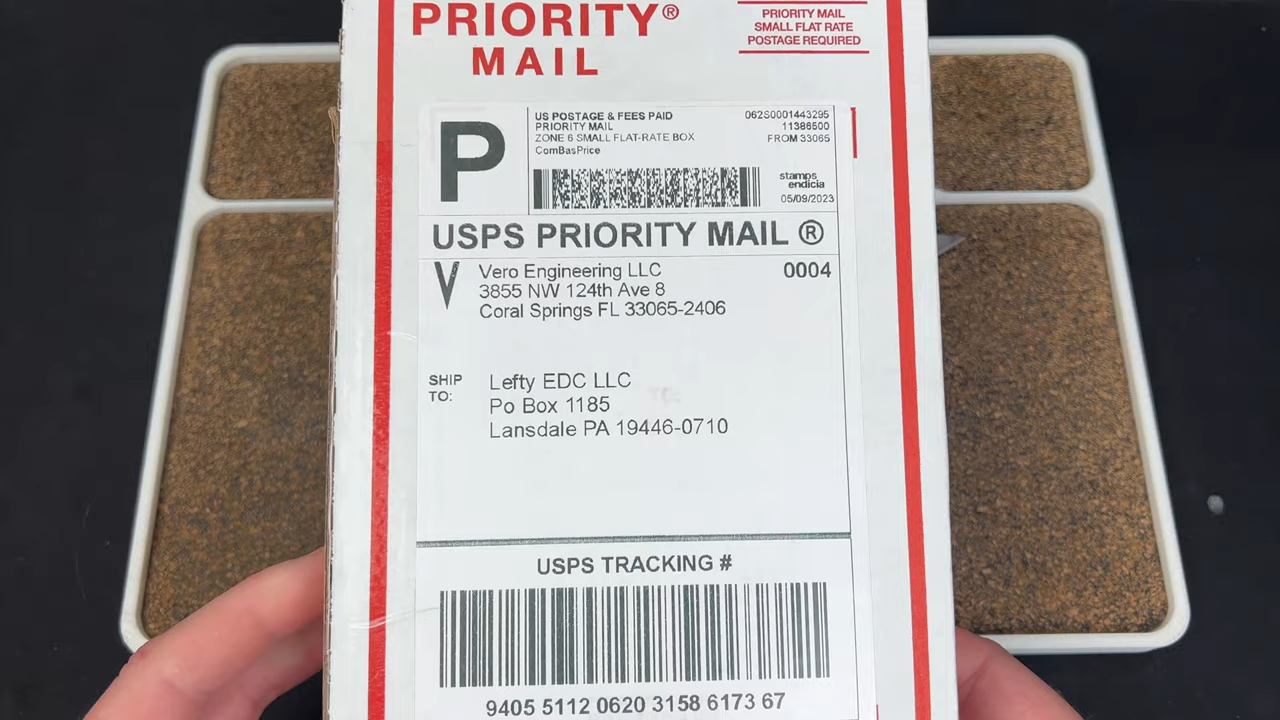 PRIORITY®
MAIL
PRIORITY MAIL
SMALL FLAT RATE
POSTAGE REQUIRED
P
US POSTAGE & FEES PAID
PRIORITY MAIL
ZONE 6 SMALL FLAT-RATE BOX
ComBasPrice
062S0001443295
11386500
FROM 33065
stamps
endicia
05/09/2023
USPS PRIORITY MAIL ®
V
Vero Engineering LLC
3855 NW 124th Ave 8
Coral Springs FL 33065-2406
0004
SHIP
TO:
Lefty EDC LLC
Po Box 1185
Lansdale PA 19446-0710
USPS TRACKING #
9405 5112 0620 3158 6173 67